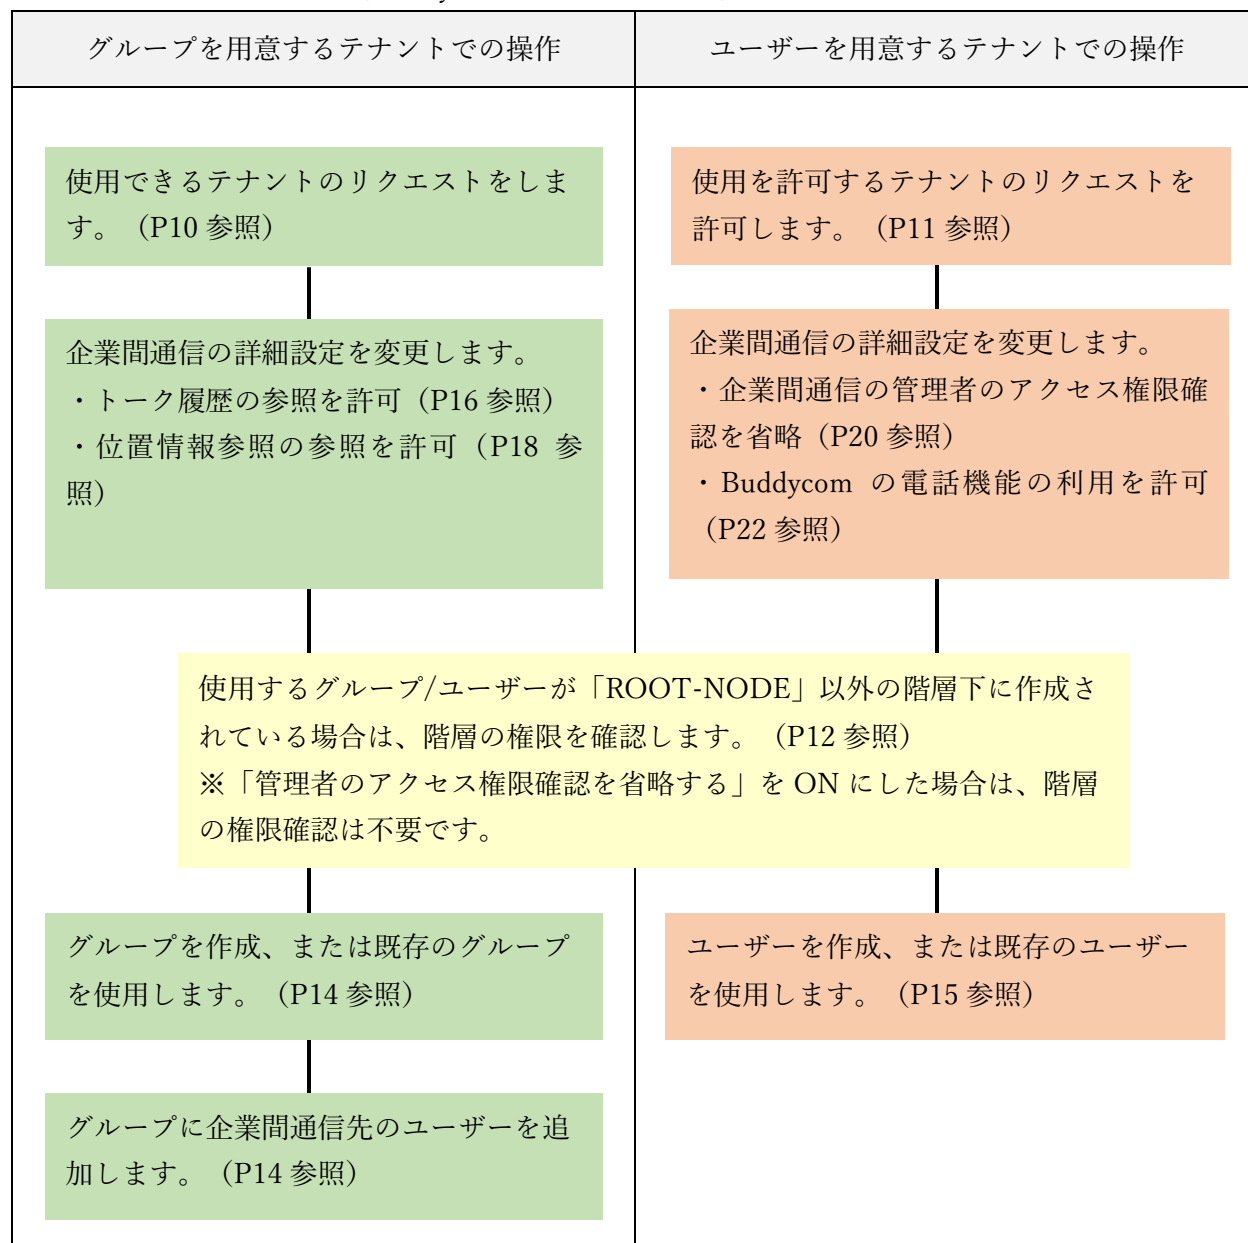 グループを用意するテナントでの操作
ユーザーを用意するテナントでの操作
使用できるテナントのリクエストをしま
す。（P10 参照）
使用を許可するテナントのリクエストを
許可します。（P11 参照）
企業間通信の詳細設定を変更します。
・トーク履歴の参照を許可（P16 参照）
・位置情報参照の参照を許可（P18 参
照）
企業間通信の詳細設定を変更します。
・企業間通信の管理者のアクセス権限確
認を省略（P20 参照）
・Buddycom の電話機能の利用を許可
（P22 参照）
使用するグループ/ユーザーが「ROOT-NODE」以外の階層下に作成さ
れている場合は、階層の権限を確認します。（P12 参照）
※「管理者のアクセス権限確認を省略する」を ON にした場合は、階層
の権限確認は不要です。
グループを作成、または既存のグループ
を使用します。（P14 参照）
ユーザーを作成、または既存のユーザー
を使用します。（P15 参照）
グループに企業間通信先のユーザーを追
加します。（P14 参照）